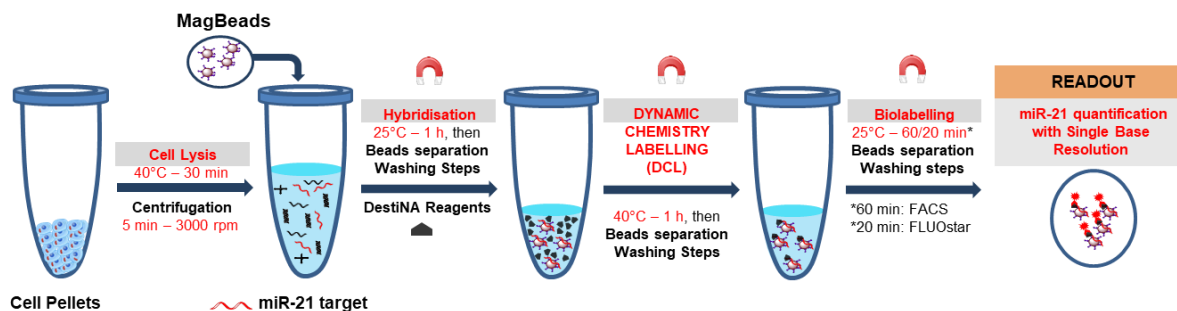 MagBeads
Cell Pellets
Cell Lysis
40°C – 30 min
Centrifugation
5 min – 3000 rpm
miR-21 target
Hybridisation
25°C – 1 h, then
Beads separation
Washing Steps
DestiNA Reagents
DYNAMIC
CHEMISTRY
LABELLING
(DCL)
40°C – 1 h, then
Beads separation
Washing Steps
Biolabelling
25°C – 60/20 min*
Beads separation
Washing steps
*60 min: FACS
*20 min: FLUOstar
READOUT
miR-21 quantification
with Single Base
Resolution